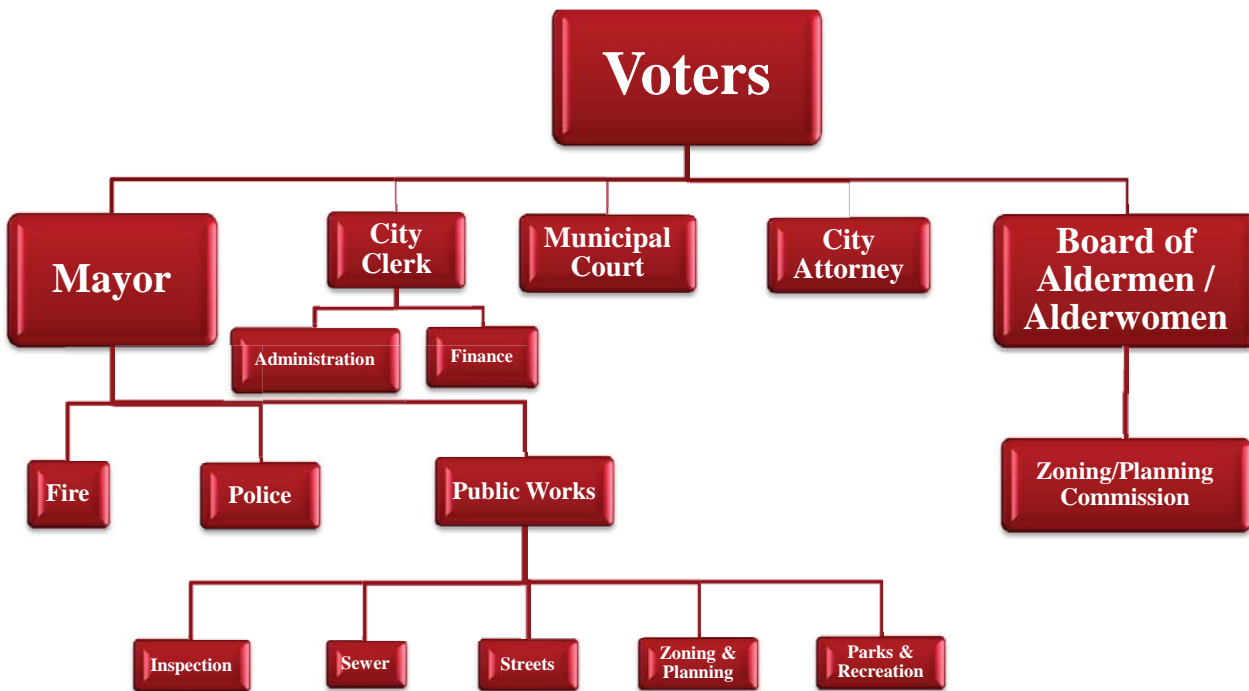 Voters
Mayor
City
Clerk
Municipal
Court
City
Attorney
Board of
Aldermen /
Alderwomen
Administration
Finance
Fire
Police
Public Works
Zoning/Planning
Commission
Inspection
Sewer
Streets
Zoning &
Planning
Parks &
Recreation